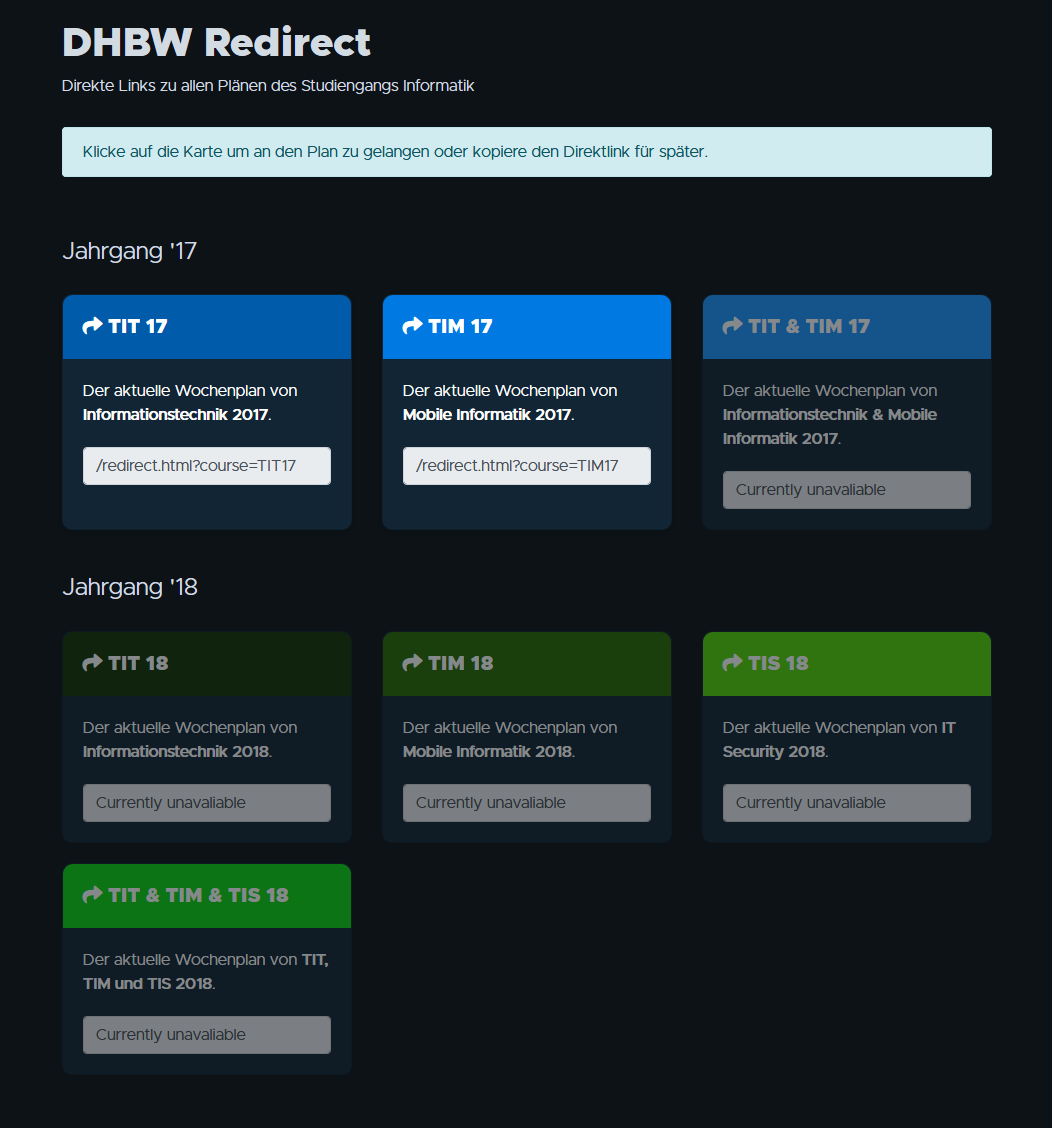 DHBW Redirect
Direkte Links zu allen Plänen des Studiengangs Informatik
Klicke auf die Karte um an den Plan zu gelangen oder kopiere den Direktlink für später.
Jahrgang '17
TIT 17
Der aktuelle Wochenplan von
Informationstechnik 2017.
/redirect.html?course=TIT17
TIM 17
Der aktuelle Wochenplan von
Mobile Informatik 2017.
/redirect.html?course=TIM17
TIT & TIM 17
Der aktuelle Wochenplan von
Informationstechnik & Mobile
Informatik 2017.
Currently unavaliable
Jahrgang '18
TIT 18
Der aktuelle Wochenplan von
Informationstechnik 2018.
Currently unavaliable
TIM 18
Der aktuelle Wochenplan von
Mobile Informatik 2018.
Currently unavaliable
TIS 18
Der aktuelle Wochenplan von IT
Security 2018.
Currently unavaliable
TIT & TIM & TIS 18
Der aktuelle Wochenplan von TIT,
TIM und TIS 2018.
Currently unavaliable